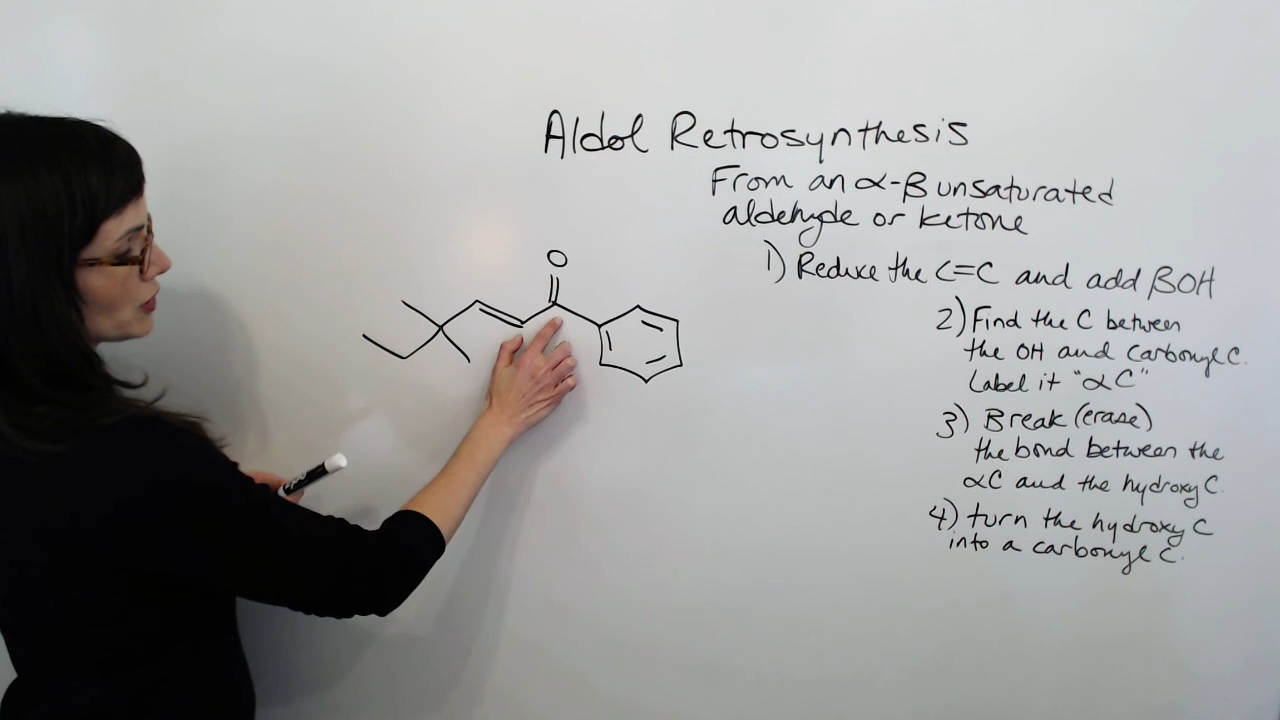 Aldol Retrosynthesis
From an α-β unsaturated
aldehyde or ketone
1) Reduce the C=C and add βOH
2) Find the C between
the OH and carbonyl C.
Label it "αC"
3) Break (erase)
the bond between the
αC and the hydroxy C.
4) turn the hydroxy C
into a carbonyl C.
O